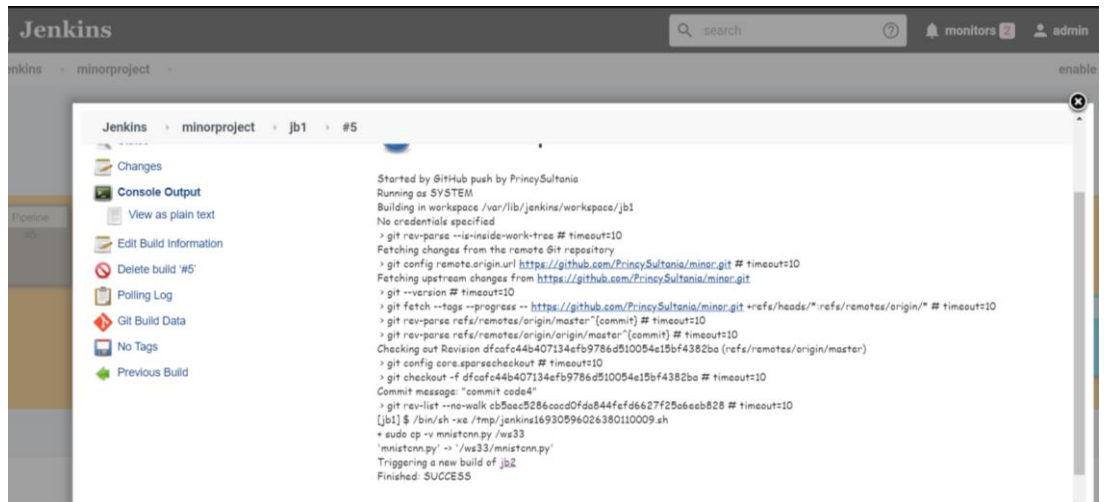 Jenkins
search
monitors 2
admin
enkins minorproject
enable
Jenkins minorproject jb1 #5
Changes
Console Output
View as plain text
Edit Build Information
Delete build '#5'
Polling Log
Git Build Data
No Tags
Previous Build
Pipeline
#5
Started by GitHub push by PrincySultania
Running as SYSTEM
Building in workspace /var/lib/jenkins/workspace/jb1
No credentials specified
> git rev-parse --is-inside-work-tree # timeout=10
Fetching changes from the remote Git repository
> git config remote.origin.url https://github.com/PrincySultania/minor.git # timeout=10
Fetching upstream changes from https://github.com/PrincySultania/minor.git
> git --version # timeout=10
> git fetch --tags --progress -- https://github.com/PrincySultania/minor.git +refs/heads/*:refs/remotes/origin/* # timeout=10
> git rev-parse refs/remotes/origin/master^{commit} # timeout=10
> git rev-parse refs/remotes/origin/origin/master^{commit} # timeout=10
Checking out Revision dfcafc44b407134efb9786d510054e15bf4382ba (refs/remotes/origin/master)
> git config core.sparsecheckout # timeout=10
> git checkout -f dfcafc44b407134efb9786d510054e15bf4382ba # timeout=10
Commit message: "commit code4"
> git rev-list --no-walk cb5aec5286cacd0fda844fefd6627f25a6eeb828 # timeout=10
[jb1] $ /bin/sh -xe /tmp/jenkins16930596026380110009.sh
+ sudo cp -v mnistcnn.py /ws33
'mnistcnn.py' -> '/ws33/mnistcnn.py'
Triggering a new build of jb2
Finished: SUCCESS